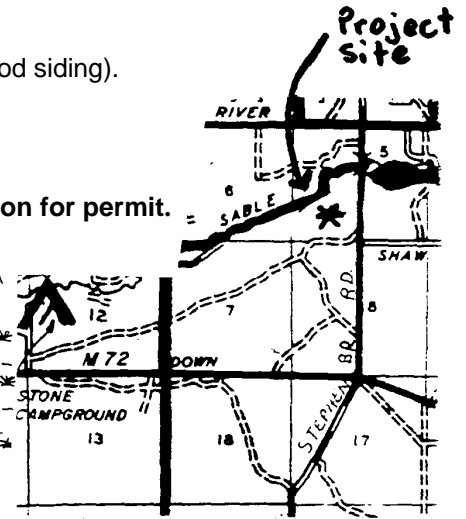 Project
site
od siding).
RIVER
5
6
on for permit.
SABLE
SHAW
12
7
RD.
8
M 72
DOWN
BR.
STONE
CAMPGROUND
13
18
STEPHEN
17